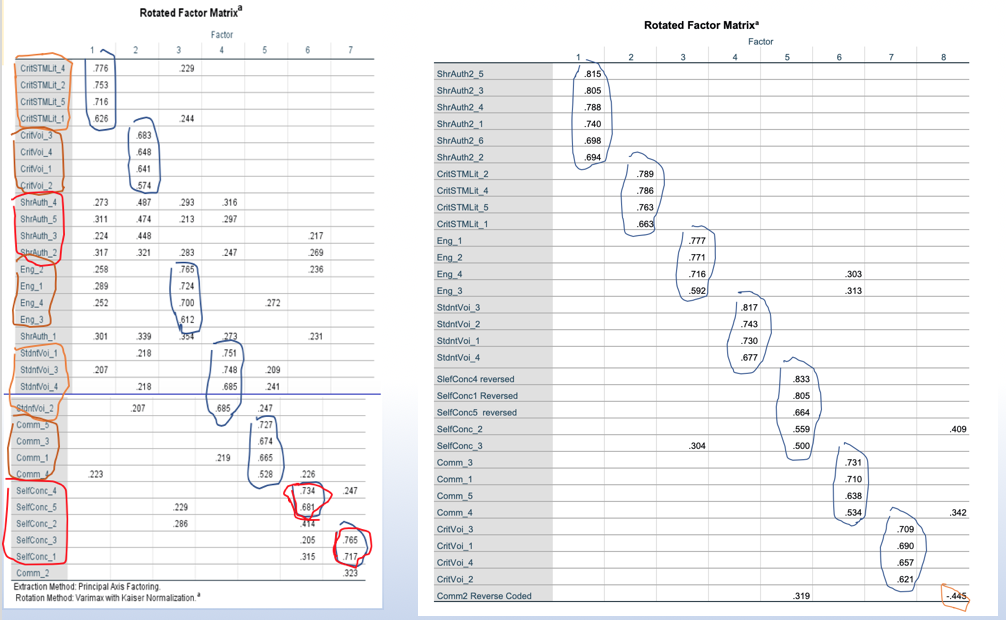 Rotated Factor Matrixa
Factor
1 2 3 4 5 6 7
CritSTMLit_4 .776 .229
CritSTMLit_2 .753
CritSTMLit_5 .716
CritSTMLit_1 .626 .244
CritVoi_3 .683
CritVoi_4 .648
CritVoi_1 .641
CritVoi_2 .574
ShrAuth_4 .273 .487 .293 .316
ShrAuth_5 .311 .474 .213 .297
ShrAuth_3 .224 .448 .217
ShrAuth_2 .317 .321 .283 .247 .269
Eng_2 .258 .765 .236
Eng_1 .289 .724
Eng_4 .252 .700 .272
Eng_3 .612
ShrAuth_1 .301 .339 .354 .273 .231
StdntVoi_1 .218 .751
StdntVoi_3 .207 .748 .209
StdntVoi_4 .218 .685 .241
StdntVoi_2 .207 .685 .247
Comm_5 .727
Comm_3 .674
Comm_1 .219 .665
Comm_4 .223 .528 .226
SelfConc_4 .734 .247
SelfConc_5 .229 .681
SelfConc_2 .286 .414
SelfConc_3 .205 .765
SelfConc_1 .315 .717
Comm_2 .323
Extraction Method: Principal Axis Factoring.
Rotation Method: Varimax with Kaiser Normalization. a
Rotated Factor Matrixa
Factor
1 2 3 4 5 6 7 8
ShrAuth2_5 .815
ShrAuth2_3 .805
ShrAuth2_4 .788
ShrAuth2_1 .740
ShrAuth2_6 .698
ShrAuth2_2 .694
CritSTMLit_2 .789
CritSTMLit_4 .786
CritSTMLit_5 .763
CritSTMLit_1 .663
Eng_1 .777
Eng_2 .771
Eng_4 .716 .303
Eng_3 .592 .313
StdntVoi_3 .817
StdntVoi_2 .743
StdntVoi_1 .730
StdntVoi_4 .677
SlefConc4 reversed .833
SelfConc1 Reversed .805
SelfConc5 reversed .664
SelfConc_2 .559 .409
SelfConc_3 .304 .500
Comm_3 .731
Comm_1 .710
Comm_5 .638
Comm_4 .534 .342
CritVoi_3 .709
CritVoi_1 .690
CritVoi_4 .657
CritVoi_2 .621
Comm2 Reverse Coded .319 -.445